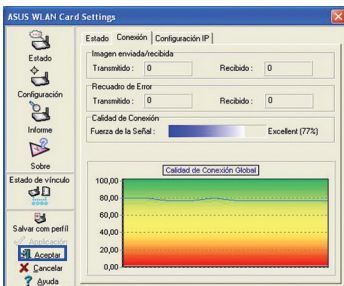 ASUS WLAN Card Settings
Estado
Configuración
Informe
Sobre
Estado de vínculo
Salvar com perfil
Applicación
Aceptar
Cancelar
Ayuda
Estado Conexión Configuración IP
Imagen enviada/recibida
Transmitido : 0 Recibido : 0
Recuadro de Error
Transmitido : 0 Recibido : 0
Calidad de Conexión
Fuerza de la Señal : Excellent (77%)
Calidad de Conexión Global
100,00
80,00
60,00
40,00
20,00
0,00